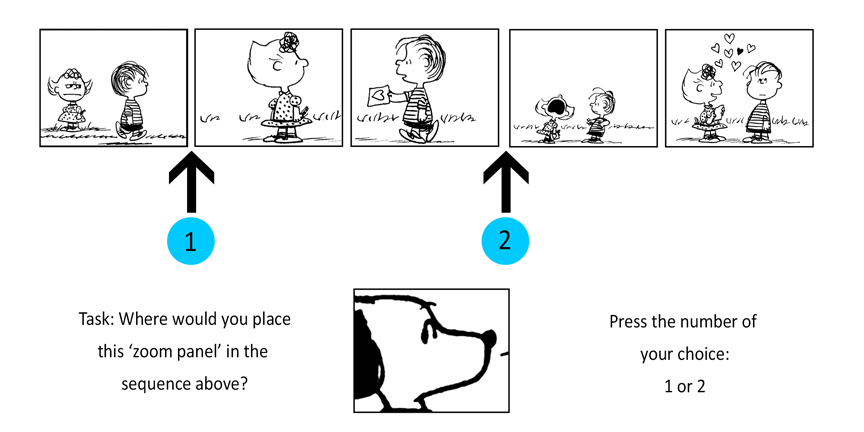 1
2
Task: Where would you place
this ‘zoom panel’ in the
sequence above?
Press the number of
your choice:
1 or 2